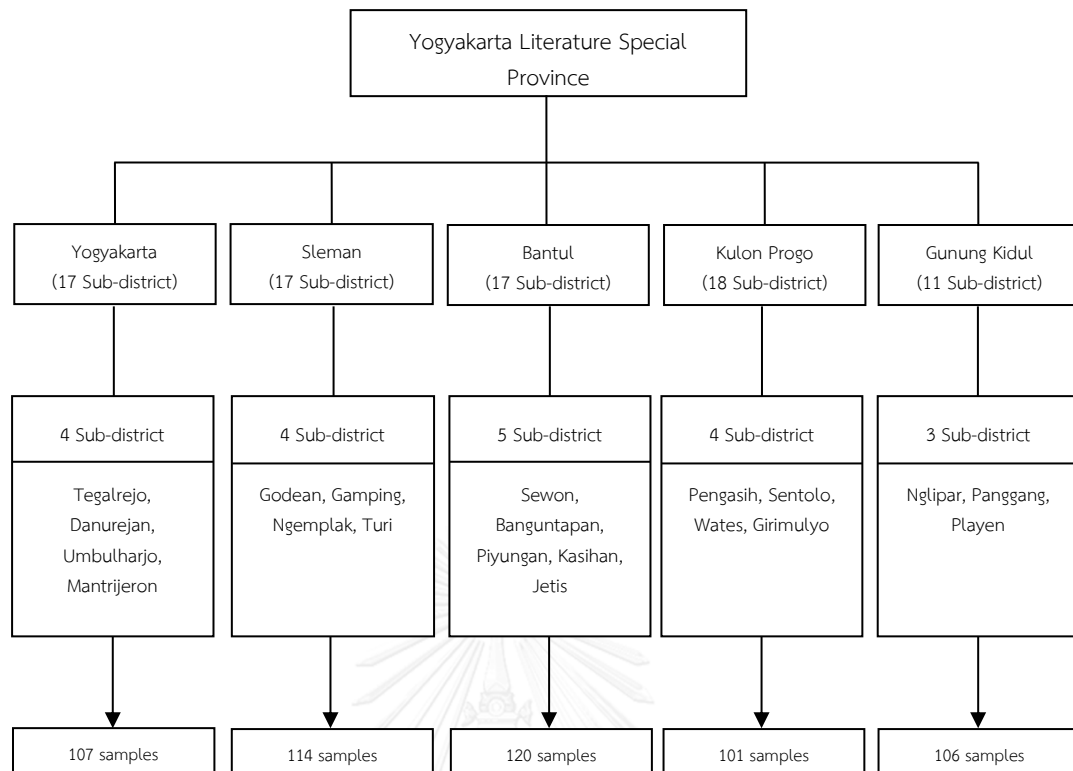 Yogyakarta Literature Special
Province
Yogyakarta
(17 Sub-district)
Sleman
(17 Sub-district)
Bantul
(17 Sub-district)
Kulon Progo
(18 Sub-district)
Gunung Kidul
(11 Sub-district)
4 Sub-district
4 Sub-district
5 Sub-district
4 Sub-district
3 Sub-district
Tegalrejo,
Danurejan,
Umbulharjo,
Mantrijeron
Godean, Gamping,
Ngemplak, Turi
Sewon,
Banguntapan,
Piyungan, Kasihan,
Jetis
Pengasih, Sentolo,
Wates, Girimulyo
Nglipar, Panggang,
Playen
107 samples
114 samples
120 samples
101 samples
106 samples